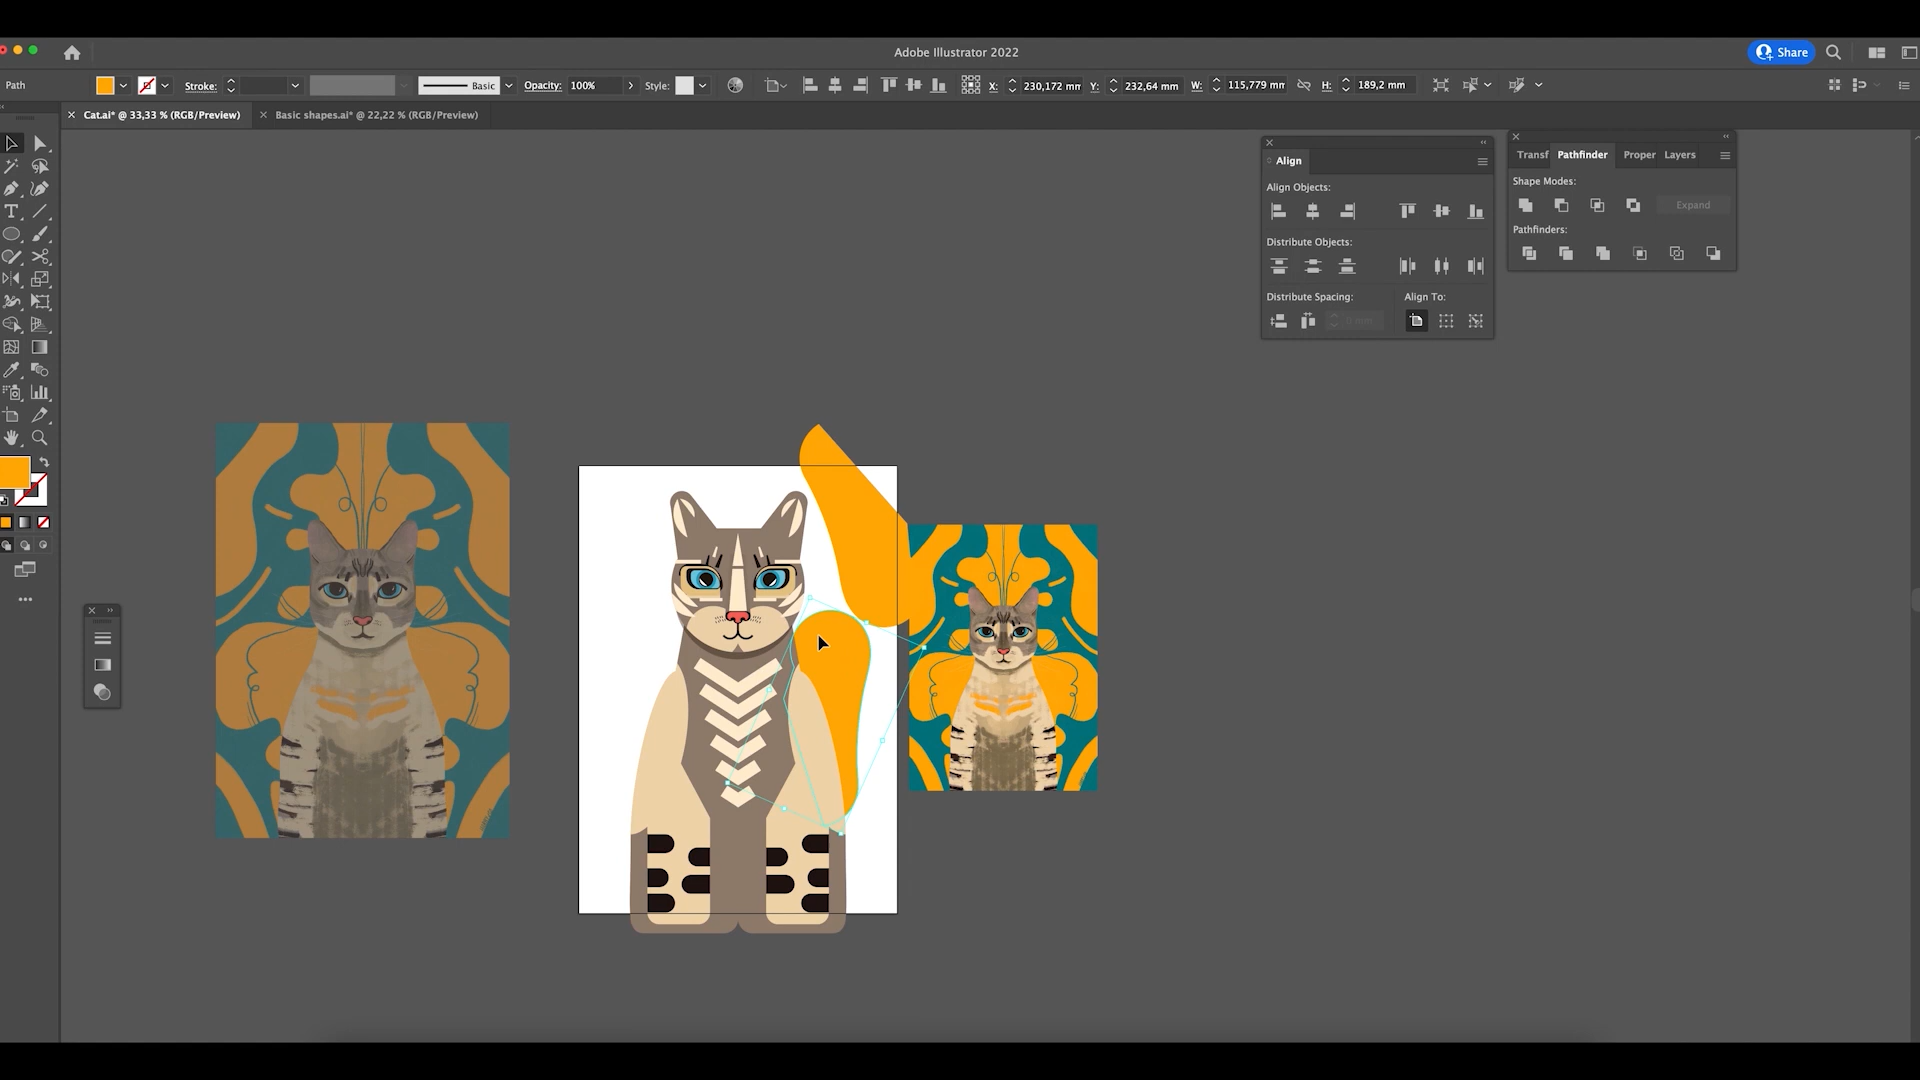 Adobe Illustrator 2022
Share
Path
Stroke:
Basic
Opacity: 100%
Style:
X: 230,172 mm
Y: 232,64 mm
W: 115,779 mm
H: 189,2 mm
Cat.ai* @ 33,33 % (RGB/Preview)
Basic shapes.ai* @ 22,22 % (RGB/Preview)
Align
Align Objects:
Distribute Objects:
Distribute Spacing:
Align To:
0 mm
Transf
Pathfinder
Proper
Layers
Shape Modes:
Expand
Pathfinders: